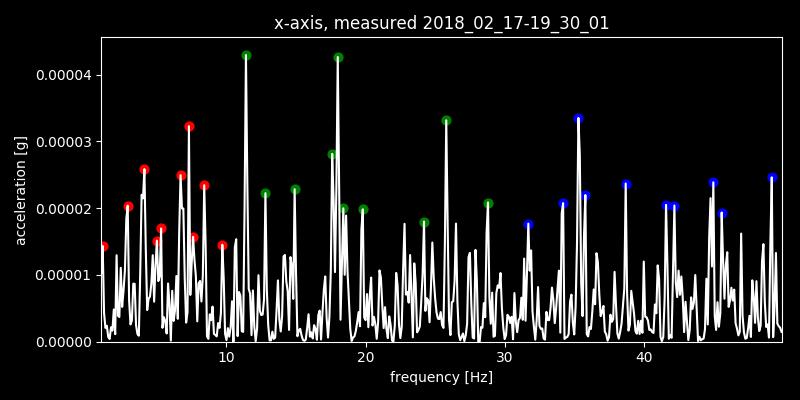 x-axis, measured 2018_02_17-19_30_01
acceleration [g]
0.00004
0.00003
0.00002
0.00001
0.00000
10 20 30 40
frequency [Hz]